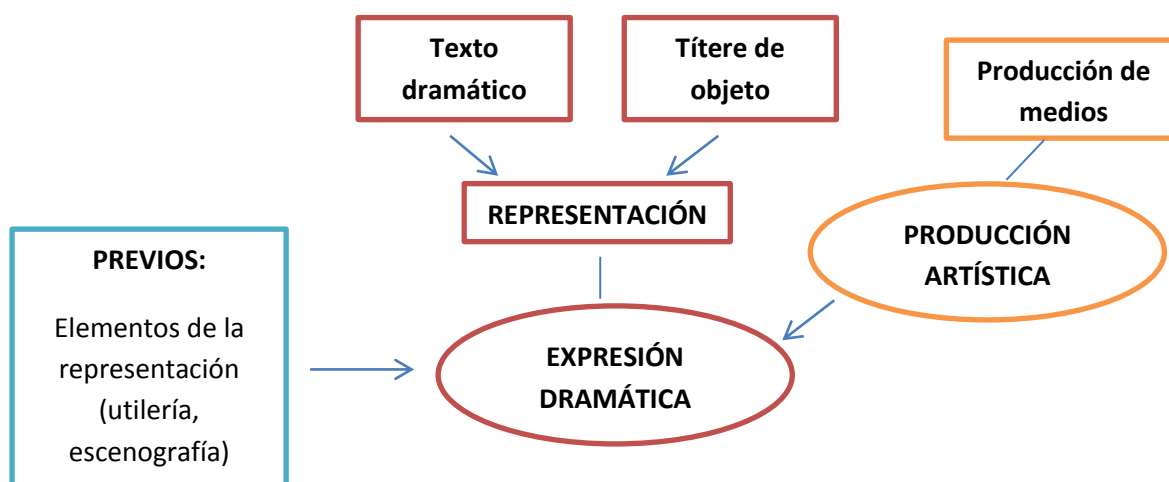 Texto
dramático
Títere de
objeto
Producción de
medios
REPRESENTACIÓN
PRODUCCIÓN
ARTÍSTICA
PREVIOS:
Elementos de la
representación
(utilería,
escenografía)
EXPRESIÓN
DRAMÁTICA